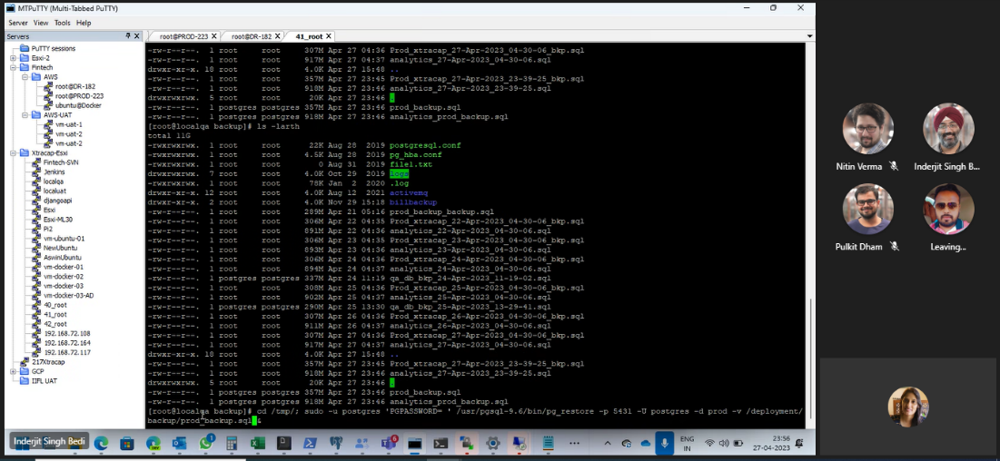 MTPuTTY (Multi-Tabbed PuTTY)
Server View Tools Help
Servers
PuTTY sessions
Esxi-2
Fintech
AWS
root@DR-182
root@PROD-223
ubuntu@Docker
AWS-UAT
vm-uat-1
vm-uat-2
vm-uat-2
Xtracap-Esxi
Fintech-SVN
Jenkins
localqa
localuat
djangoapi
Esxi
Esxi-ML30
Pi2
vm-ubuntu-01
NewUbuntu
AswinUbuntu
vm-docker-01
vm-docker-02
vm-docker-03
vm-docker-03-AD
40_root
41_root
42_root
192.168.72.108
192.168.72.164
192.168.72.117
217Xtracap
GCP
IIFL UAT
root@PROD-223 root@DR-182 41_root
-rw-r--r--. 1 root root 307M Apr 27 04:36 Prod_xtracap_27-Apr-2023_04-30-06_bkp.sql
-rw-r--r--. 1 root root 917M Apr 27 04:37 analytics_27-Apr-2023_04-30-06.sql
drwxr-xr-x. 18 root root 4.0K Apr 27 15:48 ..
-rw-r--r--. 1 root root 357M Apr 27 23:45 Prod_xtracap_27-Apr-2023_23-39-25_bkp.sql
-rw-r--r--. 1 root root 918M Apr 27 23:46 analytics_27-Apr-2023_23-39-25.sql
drwxrwxrwx. 5 root root 20K Apr 27 23:46 .
-rw-r--r--. 1 postgres postgres 357M Apr 27 23:46 prod_backup.sql
-rw-r--r--. 1 postgres postgres 918M Apr 27 23:46 analytics_prod_backup.sql
[root@localqa backup]# ls -larth
total 11G
-rwxrwxrwx. 1 root root 22K Aug 28 2019 postgresql.conf
-rwxrwxrwx. 1 root root 4.5K Aug 28 2019 pg_hba.conf
-rwxrwxrwx. 1 root root 0 Aug 31 2019 file1.txt
drwxrwxrwx. 7 root root 4.0K Oct 29 2019 logs
-rwxrwxrwx. 1 root root 78K Jan 2 2020 .log
drwxr-xr-x. 12 root root 4.0K Aug 12 2021 activemq
drwxr-xr-x. 2 root root 4.0K Nov 29 15:18 billbackup
-rw-r--r--. 1 root root 289M Apr 21 05:16 prod_backup_backup.sql
-rw-r--r--. 1 root root 306M Apr 22 04:35 Prod_xtracap_22-Apr-2023_04-30-06_bkp.sql
-rw-r--r--. 1 root root 891M Apr 22 04:36 analytics_22-Apr-2023_04-30-06.sql
-rw-r--r--. 1 root root 306M Apr 23 04:35 Prod_xtracap_23-Apr-2023_04-30-06_bkp.sql
-rw-r--r--. 1 root root 893M Apr 23 04:36 analytics_23-Apr-2023_04-30-06.sql
-rw-r--r--. 1 root root 306M Apr 24 04:36 Prod_xtracap_24-Apr-2023_04-30-06_bkp.sql
-rw-r--r--. 1 root root 894M Apr 24 04:37 analytics_24-Apr-2023_04-30-06.sql
-rw-r--r--. 1 postgres postgres 337M Apr 24 11:19 qa_db_bkp_24-Apr-2023_11-19-02.sql
-rw-r--r--. 1 root root 308M Apr 25 04:36 Prod_xtracap_25-Apr-2023_04-30-06_bkp.sql
-rw-r--r--. 1 root root 902M Apr 25 04:37 analytics_25-Apr-2023_04-30-06.sql
-rw-r--r--. 1 postgres postgres 290M Apr 25 13:30 qa_db_bkp_25-Apr-2023_13-29-41.sql
-rw-r--r--. 1 root root 307M Apr 26 04:36 Prod_xtracap_26-Apr-2023_04-30-06_bkp.sql
-rw-r--r--. 1 root root 911M Apr 26 04:37 analytics_26-Apr-2023_04-30-06.sql
-rw-r--r--. 1 root root 307M Apr 27 04:36 Prod_xtracap_27-Apr-2023_04-30-06_bkp.sql
-rw-r--r--. 1 root root 917M Apr 27 04:37 analytics_27-Apr-2023_04-30-06.sql
drwxr-xr-x. 18 root root 4.0K Apr 27 15:48 ..
-rw-r--r--. 1 root root 357M Apr 27 23:45 Prod_xtracap_27-Apr-2023_23-39-25_bkp.sql
-rw-r--r--. 1 root root 918M Apr 27 23:46 analytics_27-Apr-2023_23-39-25.sql
drwxrwxrwx. 5 root root 20K Apr 27 23:46 .
-rw-r--r--. 1 postgres postgres 357M Apr 27 23:46 prod_backup.sql
-rw-r--r--. 1 postgres postgres 918M Apr 27 23:46 analytics_prod_backup.sql
[root@localqa backup]# cd /tmp/; sudo -u postgres 'PGPASSWORD= ' /usr/pgsql-9.6/bin/pg_restore -p 5431 -U postgres -d prod -v /deployment/
backup/prod_backup.sql
Inderjit Singh Bedi
ENG
IN
23:56
27-04-2023
Nitin Verma
Inderjit Singh B...
Pulkit Dham
Leaving...